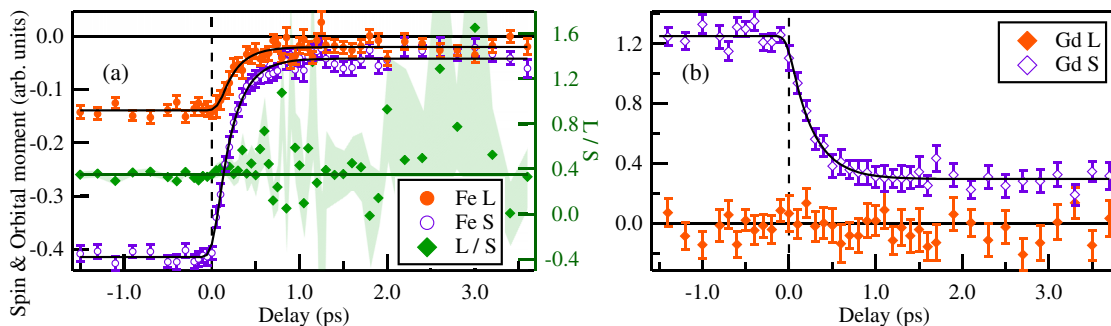 Spin & Orbital moment (arb. units)
0.0
-0.1
-0.2
-0.3
-0.4
(a)
-1.0
0.0
1.0
2.0
3.0
Delay (ps)
1.6
1.2
0.8
0.4
0.0
-0.4
L / S
Fe L
Fe S
L / S
1.2
0.8
0.4
0.0
(b)
-1.0
0.0
1.0
2.0
3.0
Delay (ps)
Gd L
Gd S